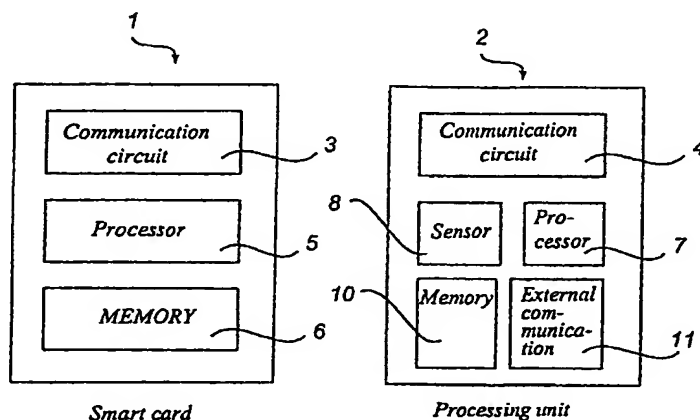 1
2
Communication
circuit
3
Processor
5
MEMORY
6
Smart card
Communication
circuit
4
8
Sensor
Pro-
cessor
7
10
Memory
External
com-
munica-
tion
11
Processing unit